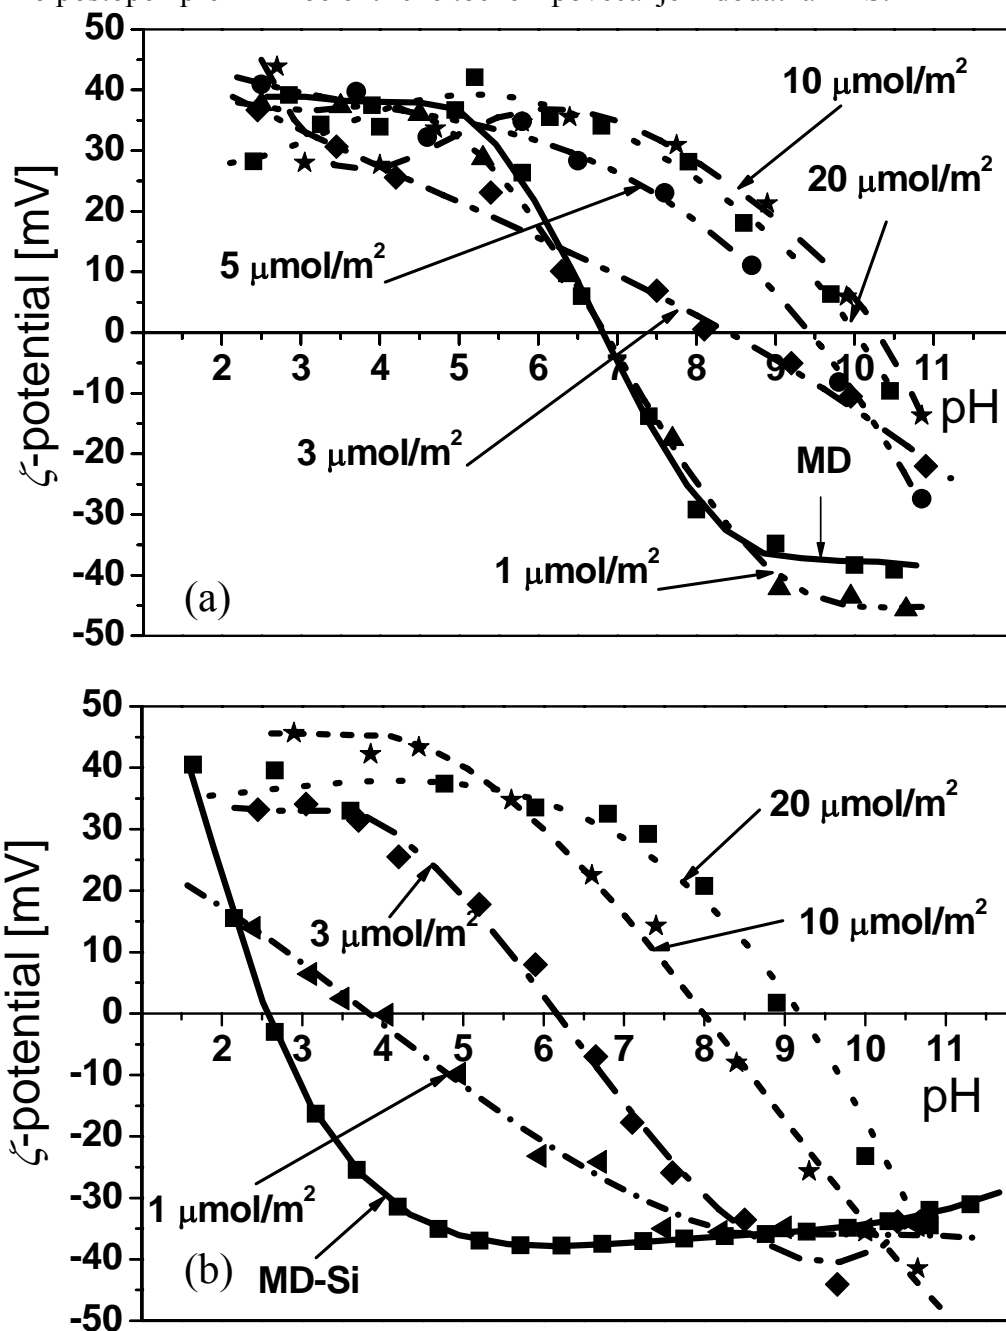 50
40
30
20
10
0
-10
-20
-30
-40
-50
ζ-potential [mV]
2 3 4 5 6 7 8 9 10 11
pH
10 μmol/m²
20 μmol/m²
5 μmol/m²
3 μmol/m²
MD
1 μmol/m²
(a)
50
40
30
20
10
0
-10
-20
-30
-40
-50
ζ-potential [mV]
2 3 4 5 6 7 8 9 10 11
pH
20 μmol/m²
10 μmol/m²
3 μmol/m²
1 μmol/m²
MD-Si
(b)